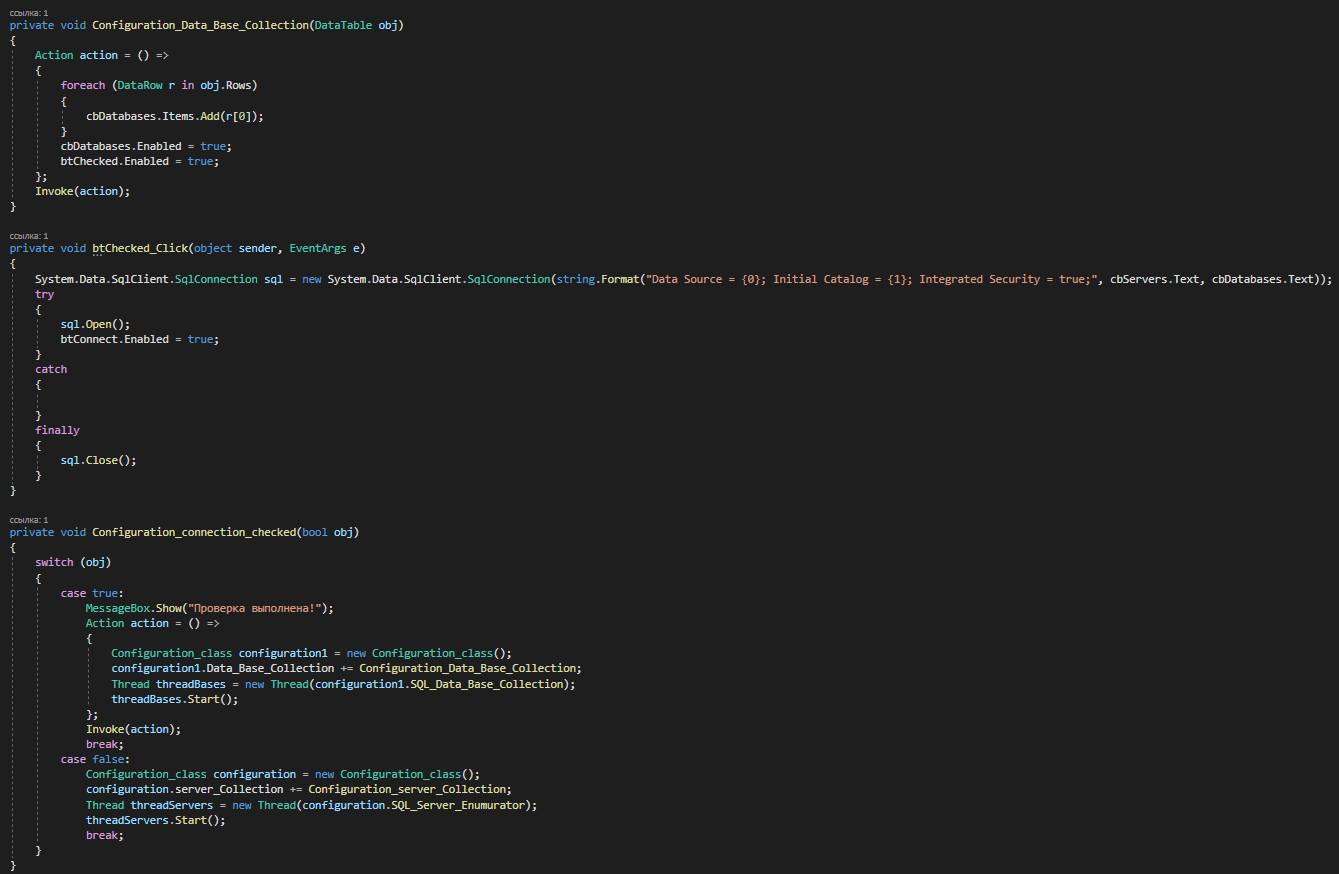 ссылка: 1
private void Configuration_Data_Base_Collection(DataTable obj)
{
    Action action = () =>
    {
        foreach (DataRow r in obj.Rows)
        {
            cbDatabases.Items.Add(r[0]);
        }
        cbDatabases.Enabled = true;
        btChecked.Enabled = true;
    };
    Invoke(action);
}
ссылка: 1
private void btChecked_Click(object sender, EventArgs e)
{
    System.Data.SqlClient.SqlConnection sql = new System.Data.SqlClient.SqlConnection(string.Format("Data Source = {0}; Initial Catalog = {1}; Integrated Security = true;", cbServers.Text, cbDatabases.Text));
    try
    {
        sql.Open();
        btConnect.Enabled = true;
    }
    catch
    {
    }
    finally
    {
        sql.Close();
    }
}
ссылка: 1
private void Configuration_connection_checked(bool obj)
{
    switch (obj)
    {
        case true:
            MessageBox.Show("Проверка выполнена!");
            Action action = () =>
            {
                Configuration_class configuration1 = new Configuration_class();
                configuration1.Data_Base_Collection += Configuration_Data_Base_Collection;
                Thread threadBases = new Thread(configuration1.SQL_Data_Base_Collection);
                threadBases.Start();
            };
            Invoke(action);
            break;
        case false:
            Configuration_class configuration = new Configuration_class();
            configuration.server_Collection += Configuration_server_Collection;
            Thread threadServers = new Thread(configuration.SQL_Server_Enumurator);
            threadServers.Start();
            break;
    }
}